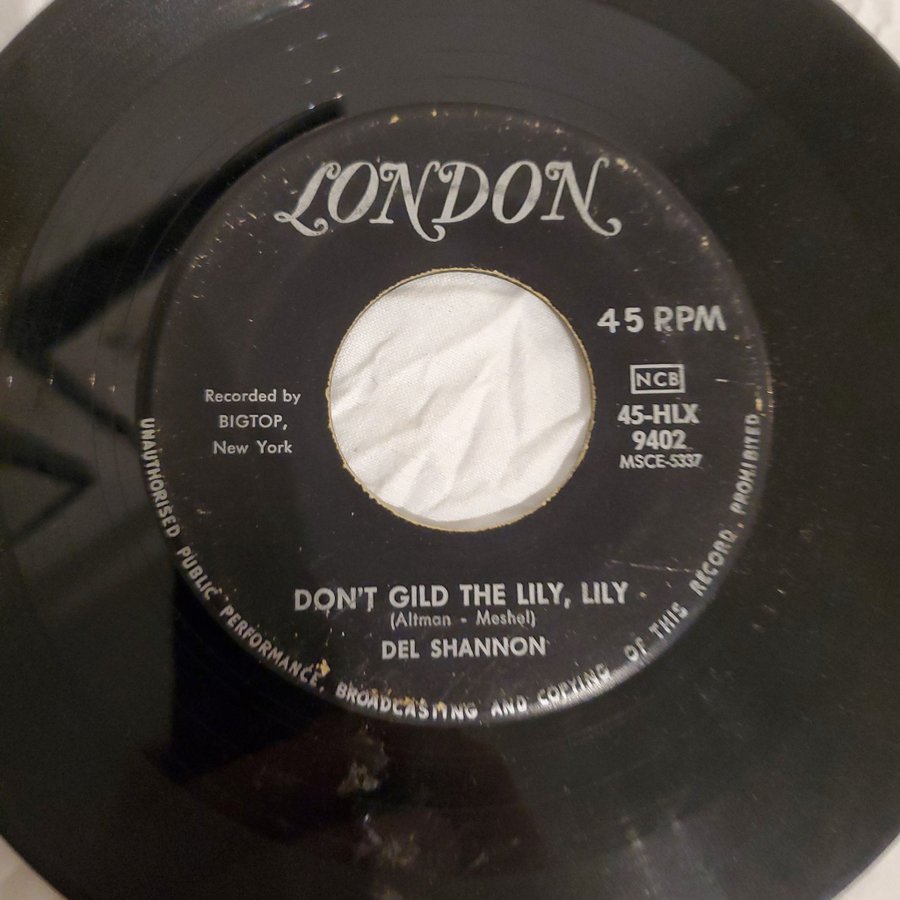 LONDON
45 RPM
NCB
45-HLX
9402
MSCE-5337
Recorded by
BIGTOP,
New York
DON'T GILD THE LILY, LILY
(Altman - Meshel)
DEL SHANNON
UNAUTHORISED PUBLIC PERFORMANCE, BROADCASTING AND COPYING OF THIS RECORD, PROHIBITED